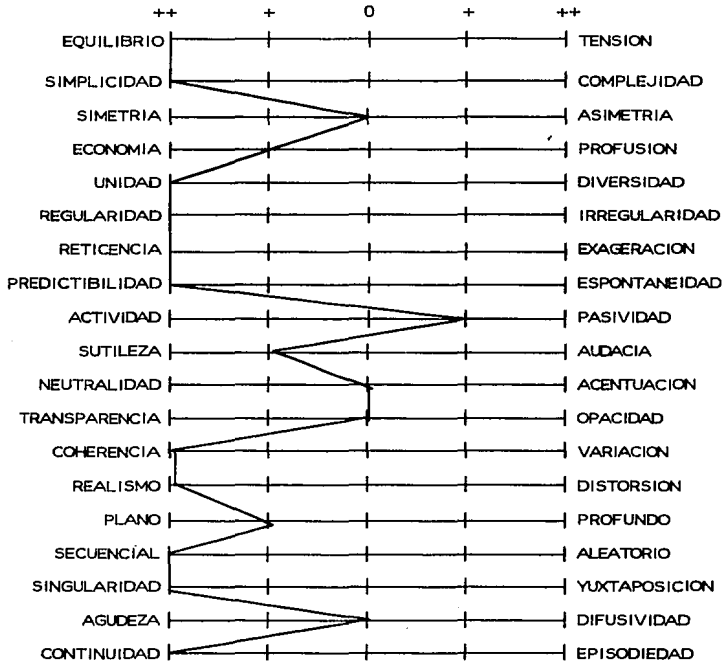 ++ + 0 + ++
EQUILIBRIO TENSION
SIMPLICIDAD COMPLEJIDAD
SIMETRIA ASIMETRIA
ECONOMIA PROFUSION
UNIDAD DIVERSIDAD
REGULARIDAD IRREGULARIDAD
RETICENCIA EXAGERACION
PREDICTIBILIDAD ESPONTANEIDAD
ACTIVIDAD PASIVIDAD
SUTILEZA AUDACIA
NEUTRALIDAD ACENTUACION
TRANSPARENCIA OPACIDAD
COHERENCIA VARIACION
REALISMO DISTORSION
PLANO PROFUNDO
SECUENCIAL ALEATORIO
SINGULARIDAD YUXTAPOSICION
AGUDEZA DIFUSIVIDAD
CONTINUIDAD EPISODIEDAD